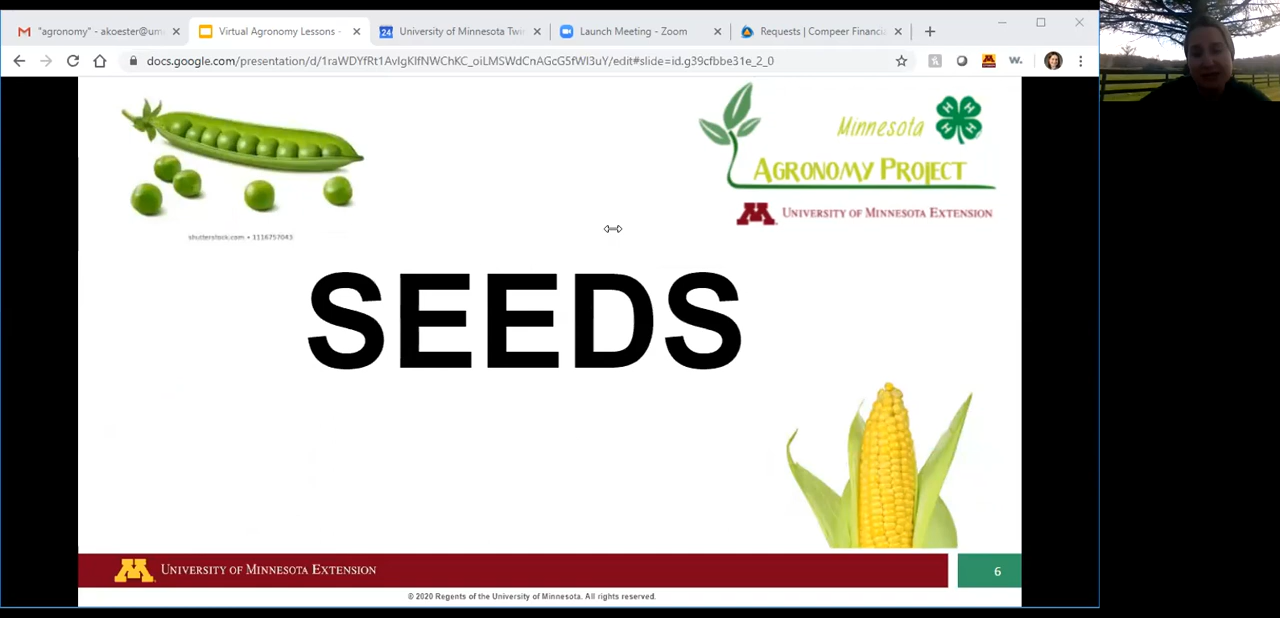 "agronomy" - akoester@um
Virtual Agronomy Lessons -
24
University of Minnesota Twi
Launch Meeting - Zoom
Requests | Compeer Financi
docs.google.com/presentation/d/1raWDYfRt1AvIgKIfNWChKC_oiLMSWdCnAGcG5fWI3uY/edit#slide=id.g39cfbbe31e_2_0
Minnesota
H H H H
AGRONOMY PROJECT
M UNIVERSITY OF MINNESOTA EXTENSION
shutterstock.com • 1116757043
SEEDS
M UNIVERSITY OF MINNESOTA EXTENSION
6
© 2020 Regents of the University of Minnesota. All rights reserved.